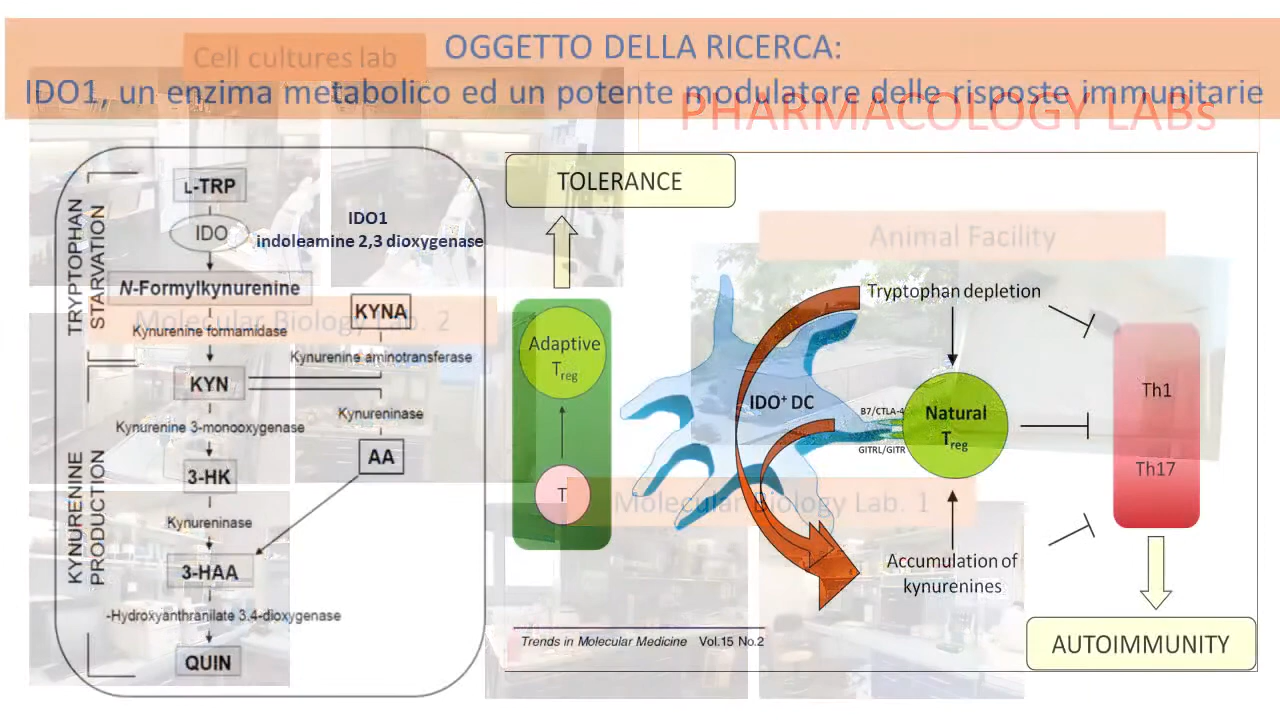 OGGETTO DELLA RICERCA:
IDO1 un enzima metabolico ed un potente modulatore delle risposte immunitarie
Cell cultures lab
PHARMACOLOGY LABs
Animal Facility
Molecular Biology Lab. 2
Molecular Biology Lab. 1
TRYPTOPHAN
STARVATION
KYNURENINE
PRODUCTION
L-TRP
IDO
IDO1
indoleamine 2,3 dioxygenase
N-Formylkynurenine
KYNA
Kynurenine formamidase
Kynurenine aminotransferase
KYN
Kynureninase
Kynurenine 3-monooxygenase
AA
3-HK
Kynureninase
3-HAA
-Hydroxyanthranilate 3.4-dioxygenase
QUIN
TOLERANCE
Adaptive
Treg
T
IDO+ DC
Tryptophan depletion
B7/CTLA-4
GITRL/GITR
Natural
Treg
Th1
Th17
Accumulation of
kynurenines
AUTOIMMUNITY
Trends in Molecular Medicine Vol.15 No.2